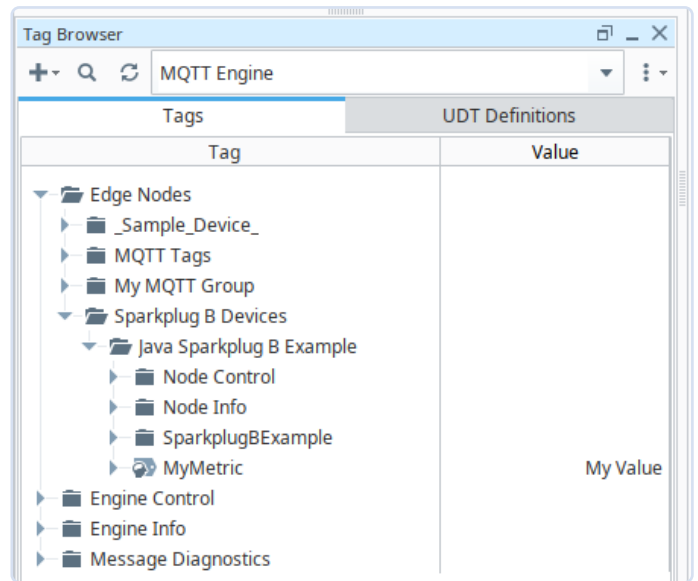 Tag Browser
MQTT Engine
Tags UDT Definitions
Tag Value
Edge Nodes
_Sample_Device_
MQTT Tags
My MQTT Group
Sparkplug B Devices
Java Sparkplug B Example
Node Control
Node Info
SparkplugBExample
MyMetric My Value
Engine Control
Engine Info
Message Diagnostics